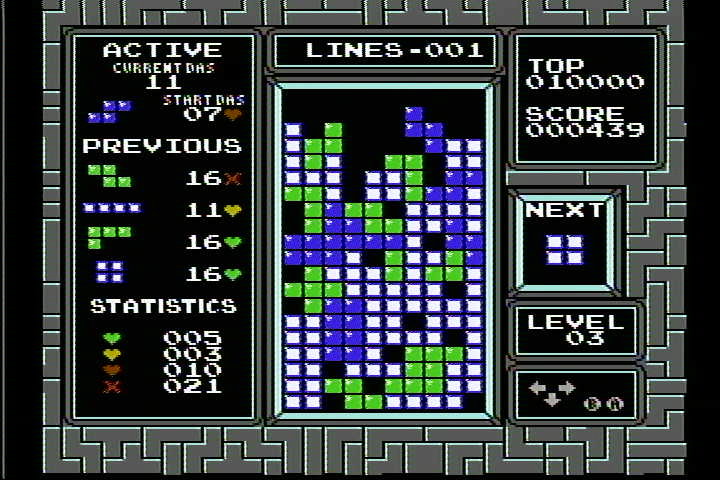 ACTIVE
CURRENT DAS
11
START DAS
07
PREVIOUS
16
11
16
16
STATISTICS
005
003
010
021
LINES-001
TOP
010000
SCORE
000439
NEXT
LEVEL
03
B A